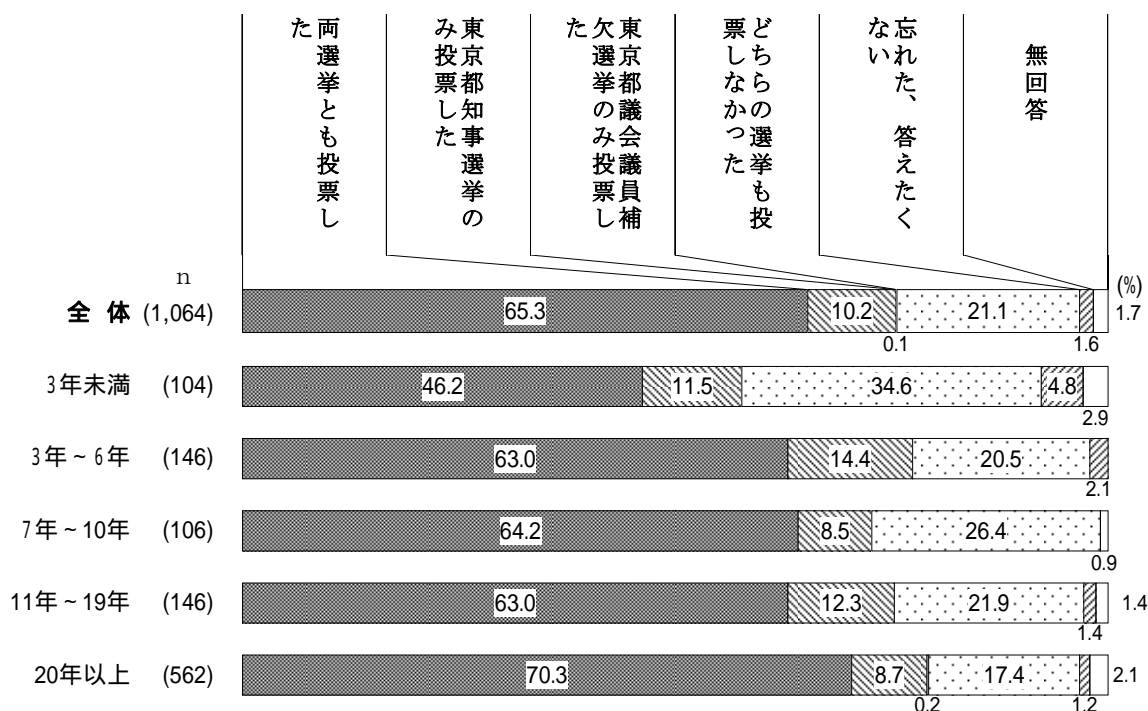 両選挙とも投票し
た
東京都知事選挙の
み投票した
東京都議会議員補
欠選挙のみ投票し
た
どちらの選挙も投
票しなかった
忘れた、答えたく
ない
無回答
n
(%)
全 体 (1,064) 65.3 10.2 21.1 1.7
0.1 1.6
3年未満 (104) 46.2 11.5 34.6 4.8
2.9
3年~6年 (146) 63.0 14.4 20.5
2.1
7年~10年 (106) 64.2 8.5 26.4
0.9
11年~19年 (146) 63.0 12.3 21.9 1.4
1.4
20年以上 (562) 70.3 8.7 17.4 2.1
0.2 1.2